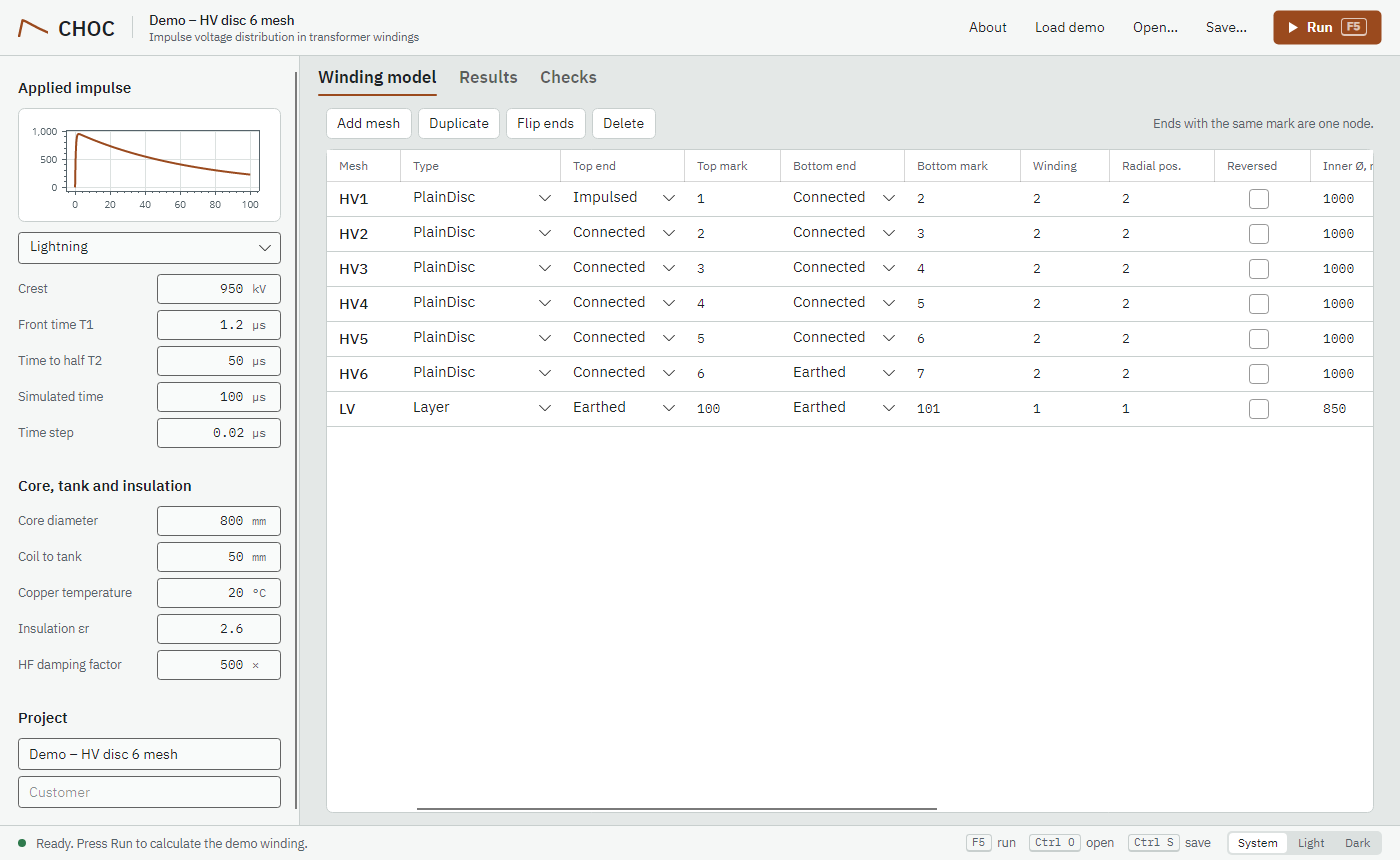 CHOC
Demo – HV disc 6 mesh
Impulse voltage distribution in transformer windings
About Load demo Open... Save... Run F5
Applied impulse
1,000
500
0
0 20 40 60 80 100
Lightning
Crest 950 kV
Front time T1 1.2 µs
Time to half T2 50 µs
Simulated time 100 µs
Time step 0.02 µs
Core, tank and insulation
Core diameter 800 mm
Coil to tank 50 mm
Copper temperature 20 °C
Insulation εr 2.6
HF damping factor 500 ×
Project
Demo – HV disc 6 mesh
Customer
Winding model Results Checks
Add mesh Duplicate Flip ends Delete Ends with the same mark are one node.
Mesh Type Top end Top mark Bottom end Bottom mark Winding Radial pos. Reversed Inner Ø,
HV1 PlainDisc Impulsed 1 Connected 2 2 2 1000
HV2 PlainDisc Connected 2 Connected 3 2 2 1000
HV3 PlainDisc Connected 3 Connected 4 2 2 1000
HV4 PlainDisc Connected 4 Connected 5 2 2 1000
HV5 PlainDisc Connected 5 Connected 6 2 2 1000
HV6 PlainDisc Connected 6 Earthed 7 2 2 1000
LV Layer Earthed 100 Earthed 101 1 1 850
Ready. Press Run to calculate the demo winding.
F5 run Ctrl O open Ctrl S save System Light Dark